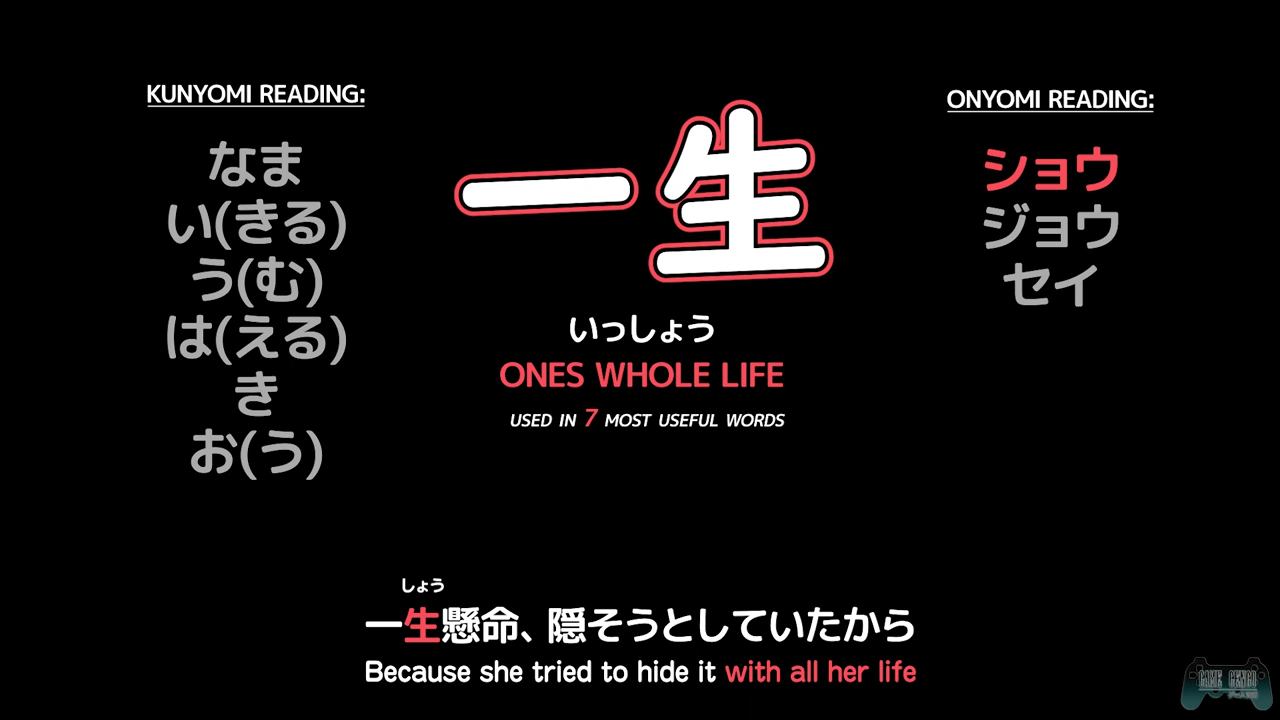 KUNYOMI READING:
なま
い(きる)
う(む)
は(える)
き
お(う)
一生
いっしょう
ONES WHOLE LIFE
USED IN 7 MOST USEFUL WORDS
ONYOMI READING:
ショウ
ジョウ
セイ
しょう
一生懸命、隠そうとしていたから
Because she tried to hide it with all her life
GAME GENGO